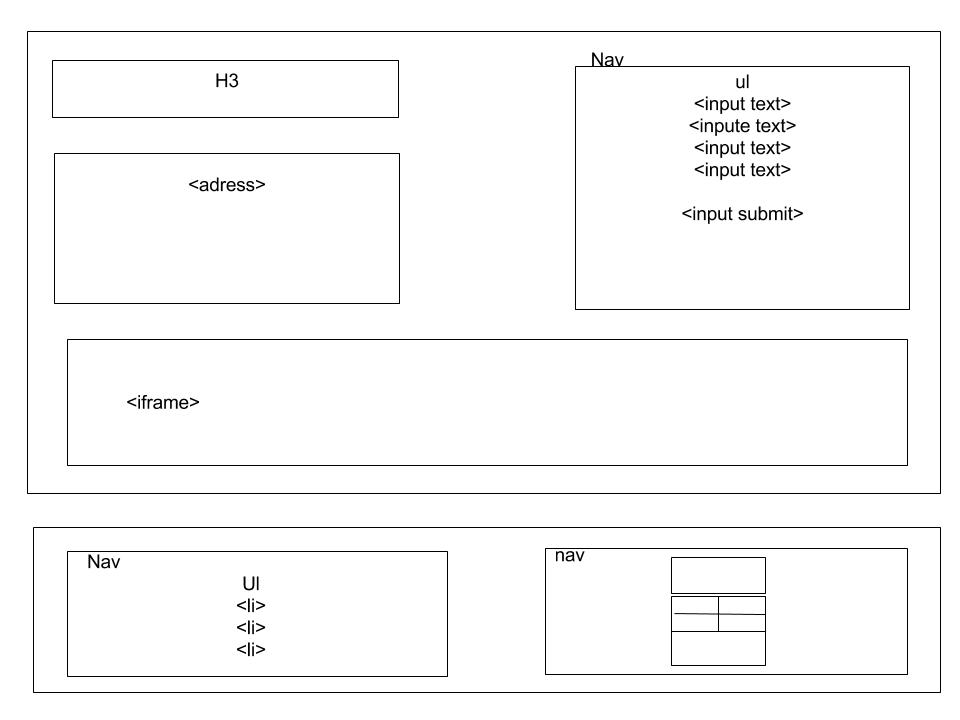 H3
<adress>
Nav
ul
<input text>
<inpute text>
<input text>
<input text>
<input submit>
<iframe>
Nav
Ul
<li>
<li>
<li>
nav